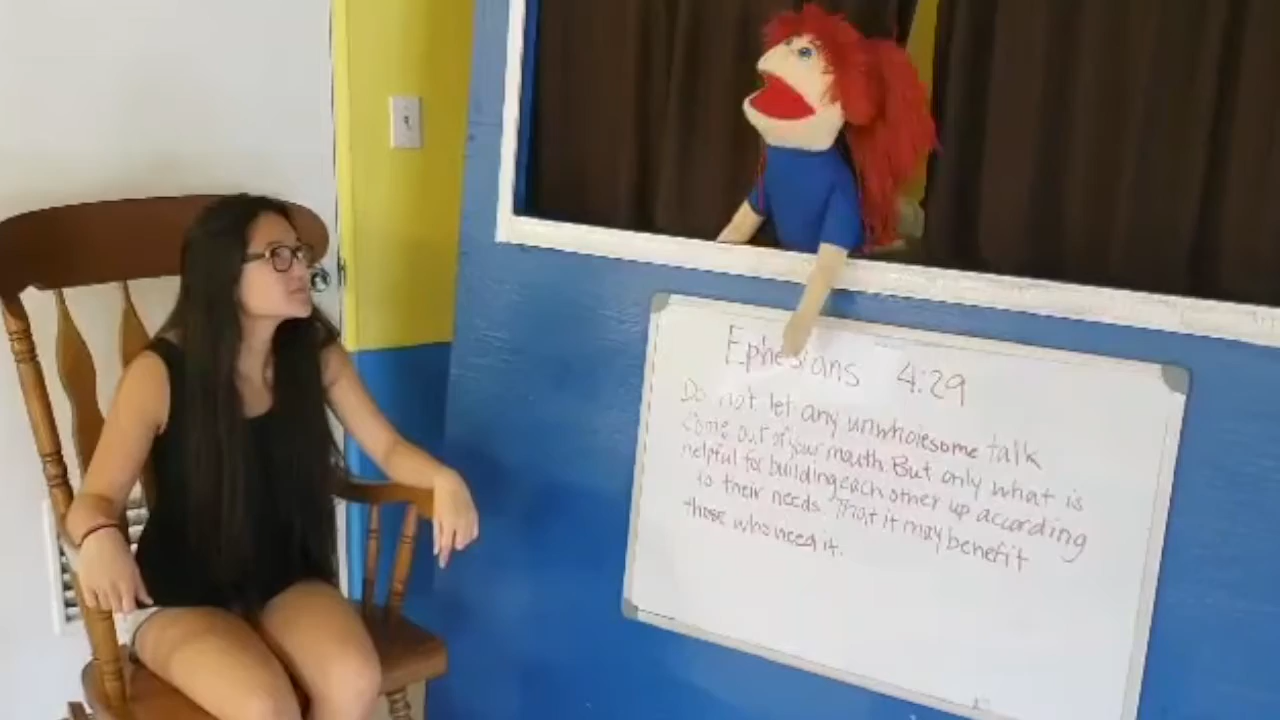 Ephesians 4:29
Do not let any unwholesome talk
come out of your mouth. But only what is
helpful for building each other up according
to their needs That it may benefit
those who need it.